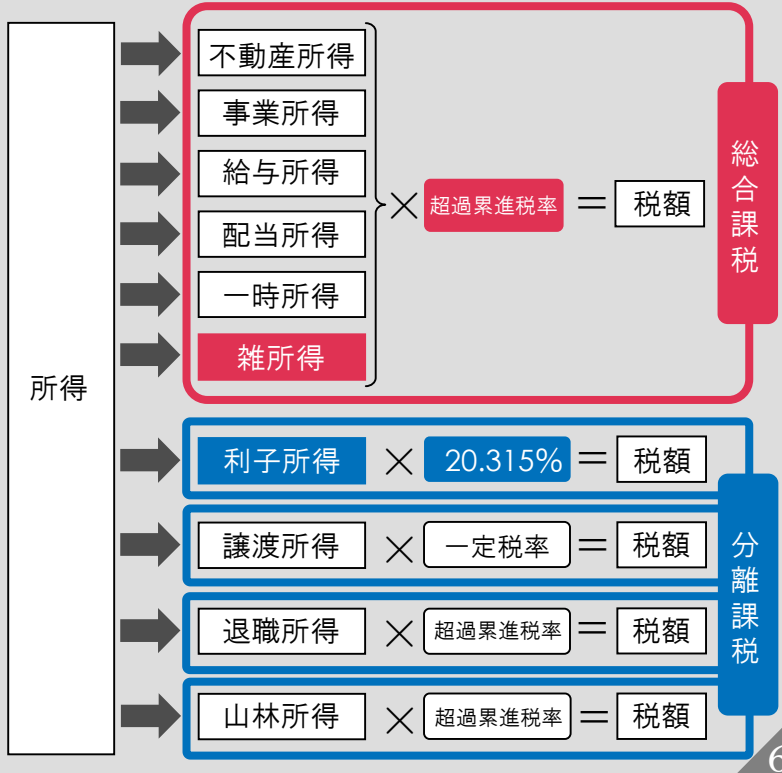 所得
不動産所得
事業所得
給与所得
配当所得
一時所得
雑所得
× 超過累進税率 = 税額
総合課税
利子所得 × 20.315% = 税額
譲渡所得 × 一定税率 = 税額
退職所得 × 超過累進税率 = 税額
山林所得 × 超過累進税率 = 税額
分離課税
6